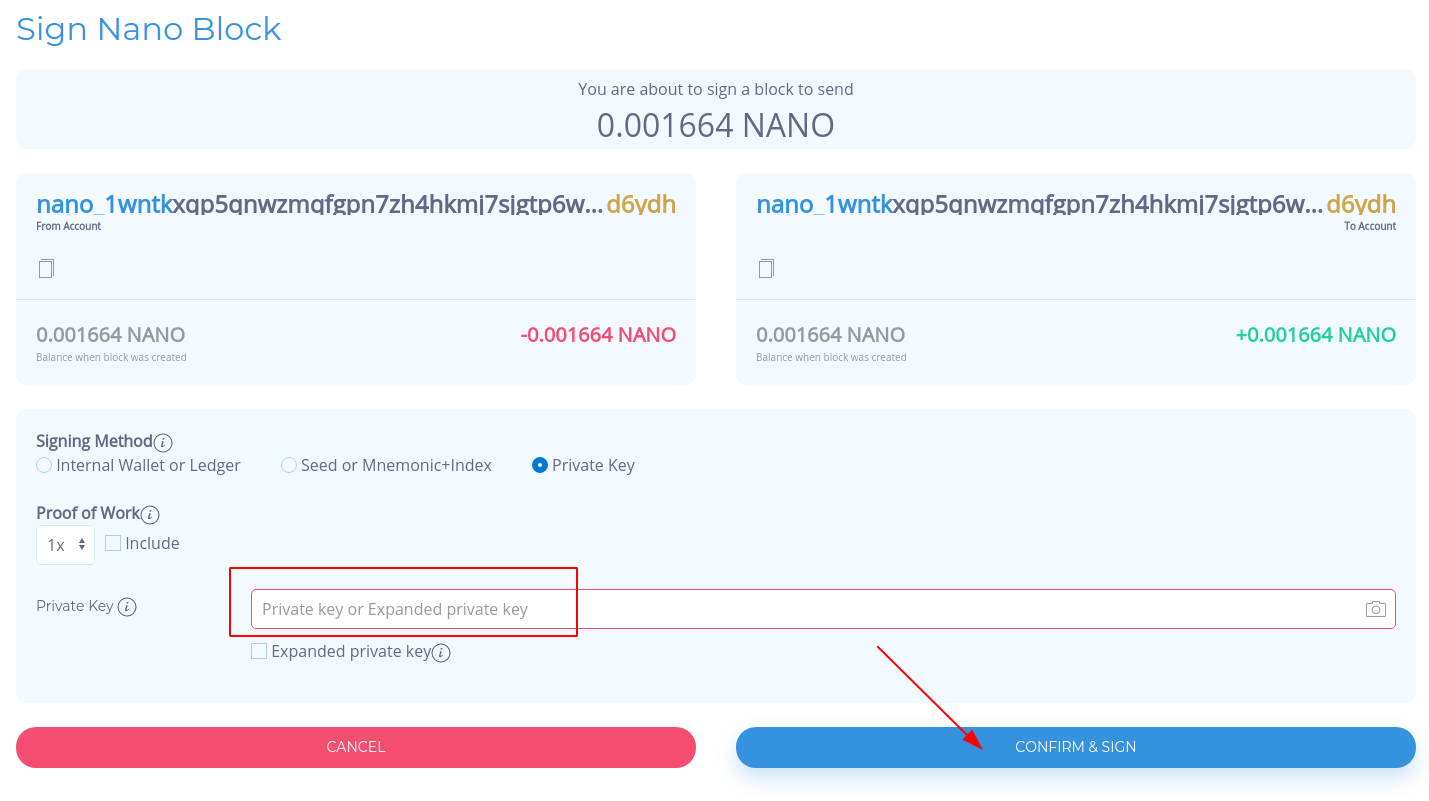 Sign Nano Block
You are about to sign a block to send
0.001664 NANO
nano_1wntkxqp5qnwzmqfgpn7zh4hkmj7sjgtp6w...d6ydh
From Account
nano_1wntkxqp5qnwzmqfgpn7zh4hkmj7sjgtp6w...d6ydh
To Account
0.001664 NANO -0.001664 NANO
Balance when block was created
0.001664 NANO +0.001664 NANO
Balance when block was created
Signing Method
Internal Wallet or Ledger Seed or Mnemonic+Index Private Key
Proof of Work
1x Include
Private Key Private key or Expanded private key
Expanded private key
CANCEL CONFIRM & SIGN